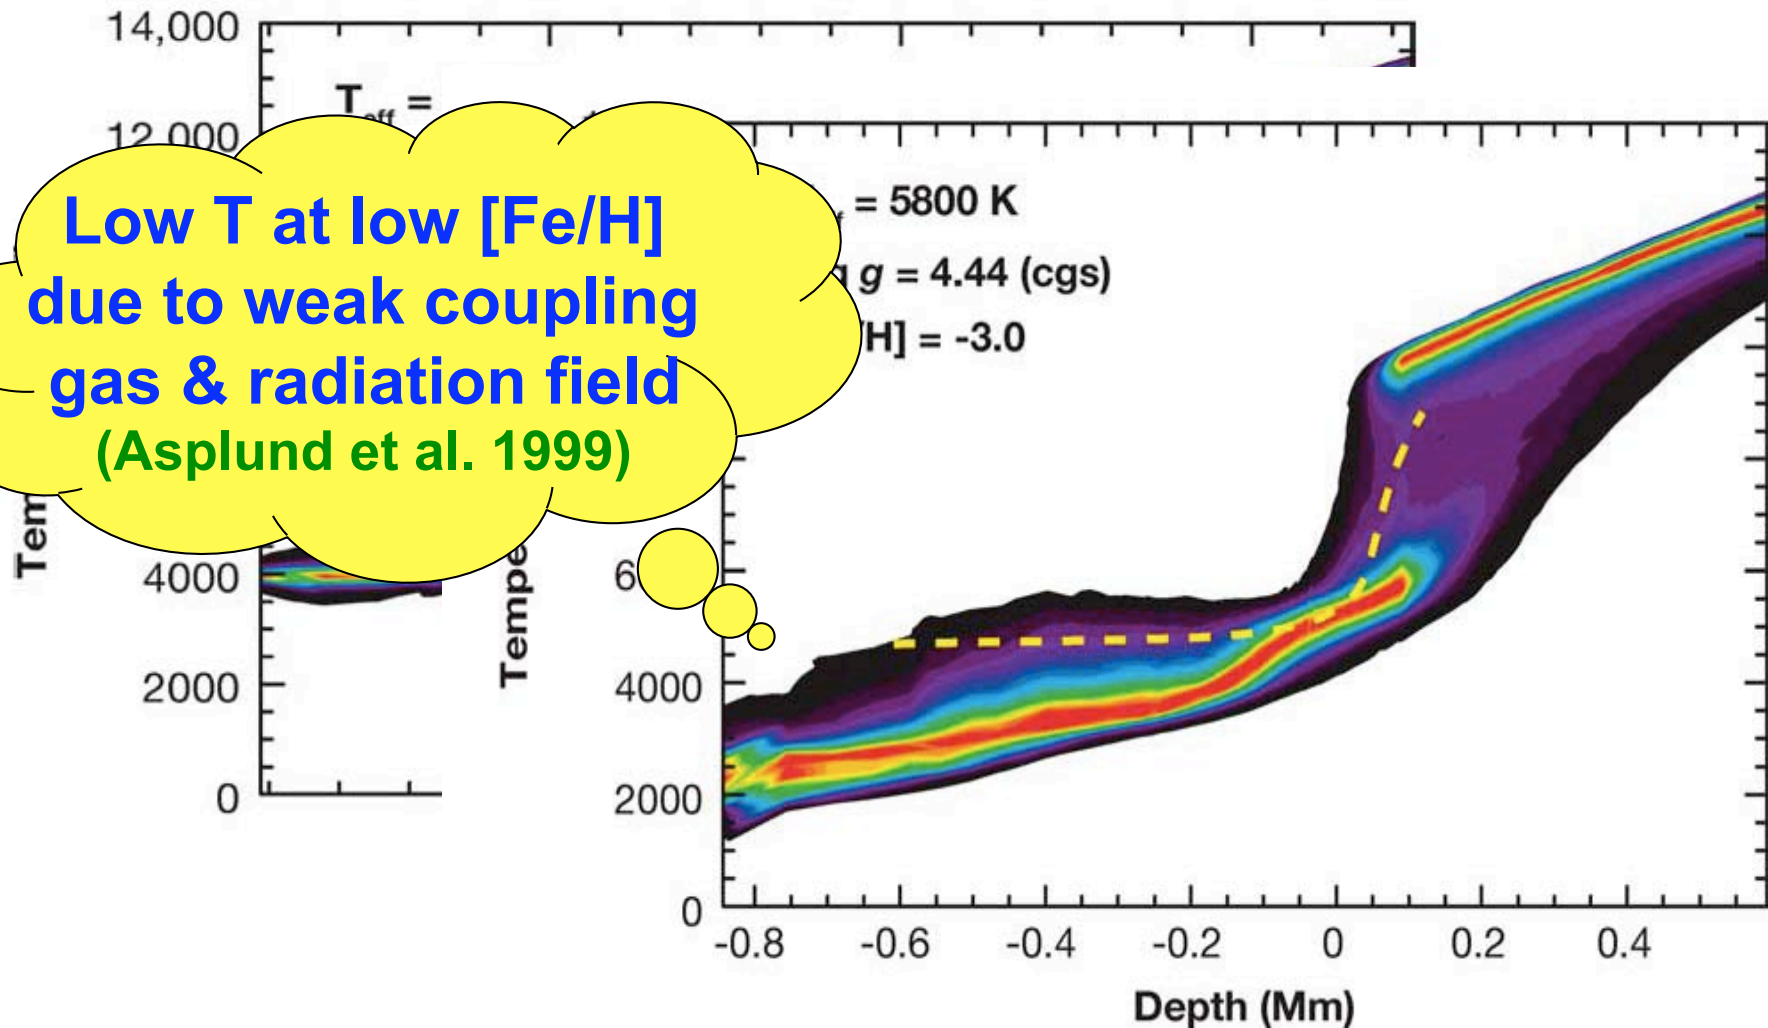 14,000
T eff =
12,000
Low T at low [Fe/H]
due to weak coupling
gas & radiation field
(Asplund et al. 1999)
= 5800 K
g = 4.44 (cgs)
H] = -3.0
4000
2000
0
6
4000
2000
0
-0.8 -0.6 -0.4 -0.2 0 0.2 0.4
Depth (Mm)